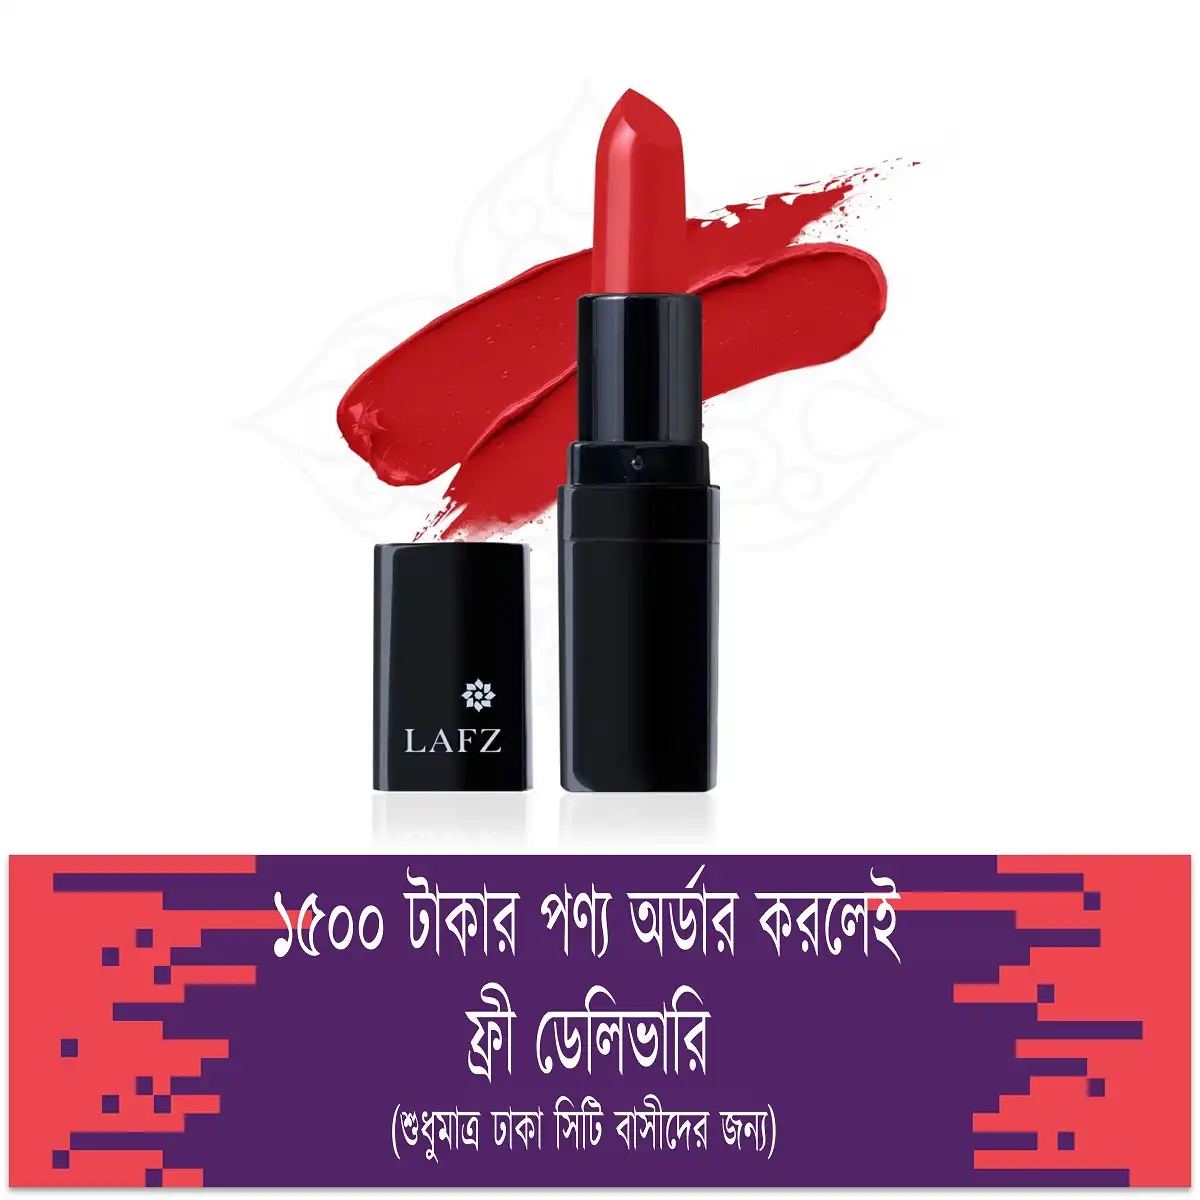 LAFZ
১৫০০ টাকার পণ্য অর্ডার করলেই
ফ্রী ডেলিভারি
(শুধুমাত্র ঢাকা সিটি বাসীদের জন্য)